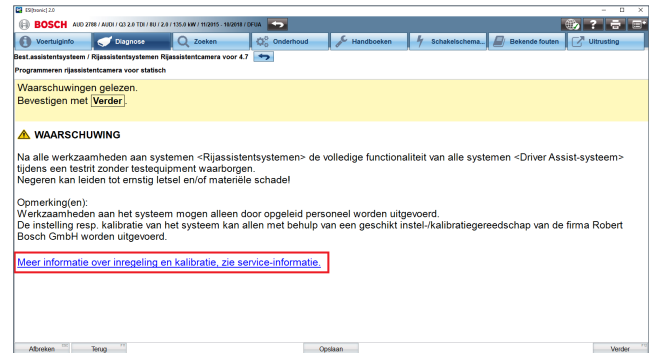 ESI[tronic] 2.0
BOSCH AUD 2788 / AUDI / Q3 2.0 TDI / 8U / 2.0 / 135.0 kW / 11/2015 - 10/2018 / DFUA
Voertuiginfo Diagnose Zoeken Onderhoud Handboeken Schakelschema... Bekende fouten Uitrusting
Best.assistentsysteem / Rijassistentsystemen Rijassistentcamera voor 4.7
Programmeren rijassistentcamera voor statisch
Waarschuwingen gelezen.
Bevestigen met Verder.
WAARSCHUWING
Na alle werkzaamheden aan systemen <Rijassistentsystemen> de volledige functionaliteit van alle systemen <Driver Assist-systeem>
tijdens een testrit zonder testequipment waarborgen.
Negeren kan leiden tot ernstig letsel en/of materiële schade!
Opmerking(en):
Werkzaamheden aan het systeem mogen alleen door opgeleid personeel worden uitgevoerd.
De instelling resp. kalibratie van het systeem kan allen met behulp van een geschikt instel-/kalibratiegereedschap van de firma Robert
Bosch GmbH worden uitgevoerd.
Meer informatie over inregeling en kalibratie, zie service-informatie.
Afbreken Terug Opslaan Verder